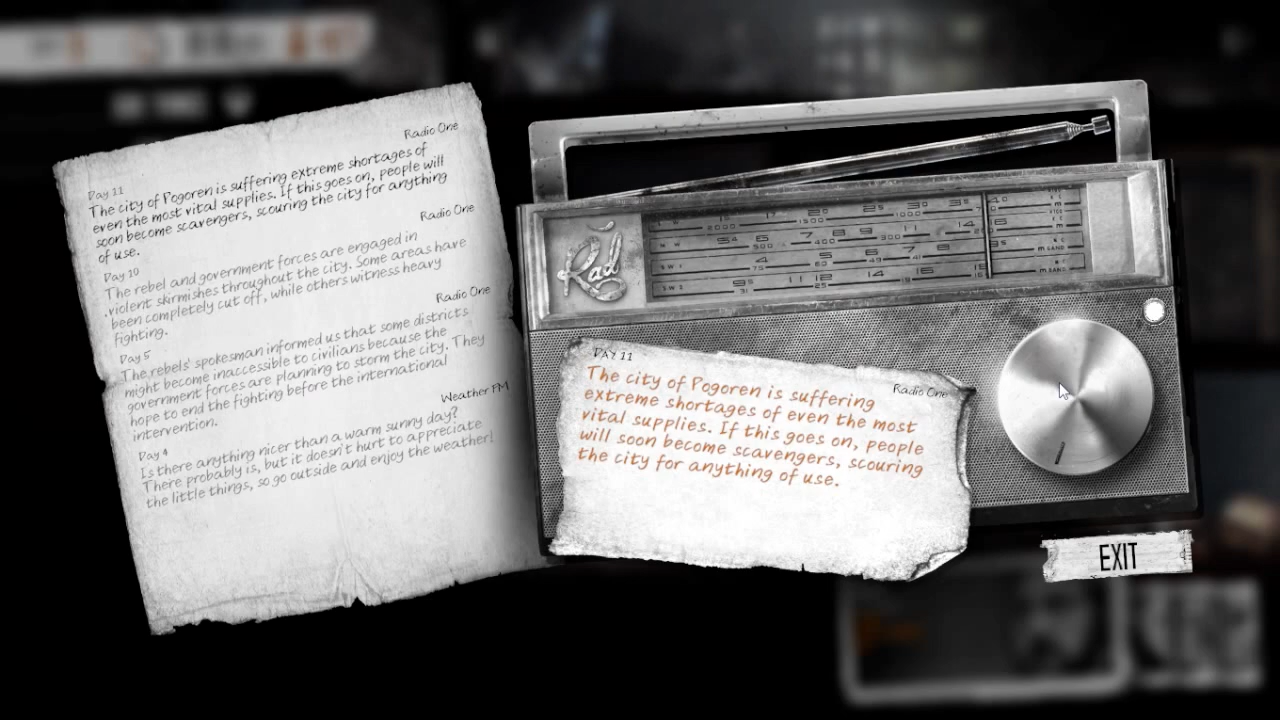 Radio One
Day 11
The city of Pogoren is suffering extreme shortages of
even the most vital supplies. If this goes on, people will
soon become scavengers, scouring the city for anything
of use.
Radio One
Day 10
The rebel and government forces are engaged in
violent skirmishes throughout the city. Some areas have
been completely cut off, while others witness heavy
fighting.
Radio One
Day 5
The rebels' spokesman informed us that some districts
might become inaccessible to civilians because the
government forces are planning to storm the city. They
hope to end the fighting before the international
intervention.
Weather FM
Day 4
Is there anything nicer than a warm sunny day?
There probably is, but it doesn't hurt to appreciate
the little things, so go outside and enjoy the weather!
Rad
DAY 11
Radio One
The city of Pogoren is suffering
extreme shortages of even the most
vital supplies. If this goes on, people
will soon become scavengers, scouring
the city for anything of use.
EXIT